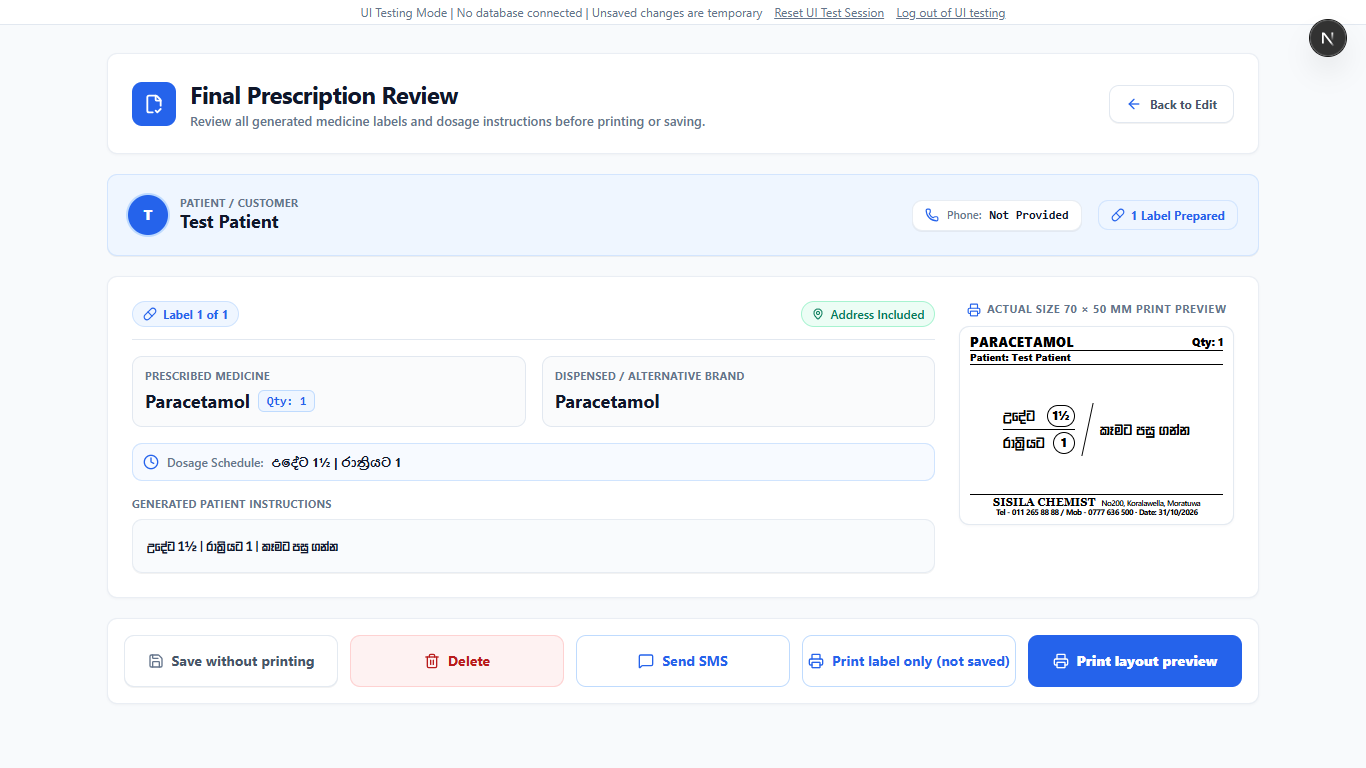 UI Testing Mode | No database connected | Unsaved changes are temporary Reset UI Test Session Log out of UI testing
N
Final Prescription Review
Review all generated medicine labels and dosage instructions before printing or saving.
Back to Edit
T
PATIENT / CUSTOMER
Test Patient
Phone: Not Provided
1 Label Prepared
Label 1 of 1
Address Included
PRESCRIBED MEDICINE
Paracetamol Qty: 1
DISPENSED / ALTERNATIVE BRAND
Paracetamol
Dosage Schedule: උදේට 1½ | රාත්‍රියට 1
GENERATED PATIENT INSTRUCTIONS
උදේට 1½ | රාත්‍රියට 1 | කෑමට පසු ගන්න
ACTUAL SIZE 70 × 50 MM PRINT PREVIEW
PARACETAMOL Qty: 1
Patient: Test Patient
උදේට 1½
රාත්‍රියට 1
කෑමට පසු ගන්න
SISILA CHEMIST No200, Koralawella, Moratuwa
Tel - 011 265 88 88 / Mob - 0777 636 500 - Date: 31/10/2026
Save without printing
Delete
Send SMS
Print label only (not saved)
Print layout preview